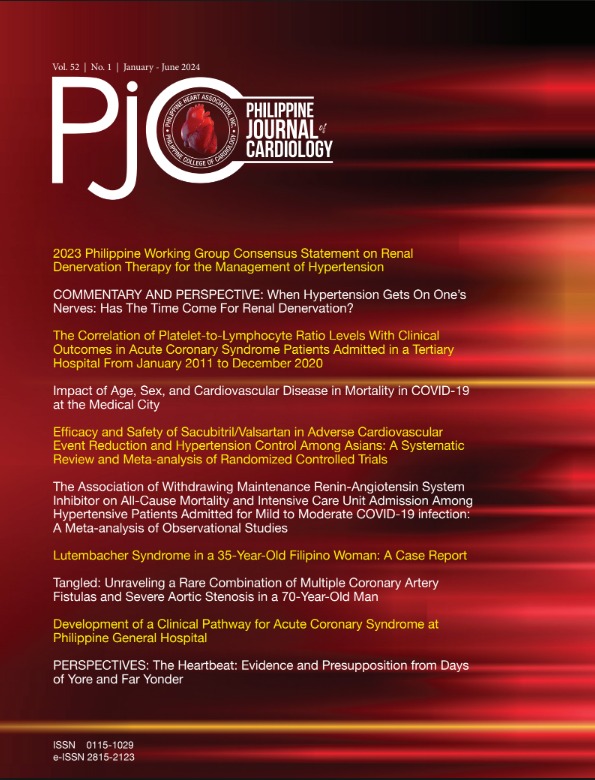 Vol. 52 | No. 1 | January - June 2024
PjC
PHILIPPINE HEART ASSOCIATION, INC.
PHILIPPINE COLLEGE OF CARDIOLOGY
PHILIPPINE
JOURNAL of
CARDIOLOGY
2023 Philippine Working Group Consensus Statement on Renal
Denervation Therapy for the Management of Hypertension
COMMENTARY AND PERSPECTIVE: When Hypertension Gets On One's
Nerves: Has The Time Come For Renal Denervation?
The Correlation of Platelet-to-Lymphocyte Ratio Levels With Clinical
Outcomes in Acute Coronary Syndrome Patients Admitted in a Tertiary
Hospital From January 2011 to December 2020
Impact of Age, Sex, and Cardiovascular Disease in Mortality in COVID-19
at the Medical City
Efficacy and Safety of Sacubitril/Valsartan in Adverse Cardiovascular
Event Reduction and Hypertension Control Among Asians: A Systematic
Review and Meta-analysis of Randomized Controlled Trials
The Association of Withdrawing Maintenance Renin-Angiotensin System
Inhibitor on All-Cause Mortality and Intensive Care Unit Admission Among
Hypertensive Patients Admitted for Mild to Moderate COVID-19 infection:
A Meta-analysis of Observational Studies
Lutembacher Syndrome in a 35-Year-Old Filipino Woman: A Case Report
Tangled: Unraveling a Rare Combination of Multiple Coronary Artery
Fistulas and Severe Aortic Stenosis in a 70-Year-Old Man
Development of a Clinical Pathway for Acute Coronary Syndrome at
Philippine General Hospital
PERSPECTIVES: The Heartbeat: Evidence and Presupposition from Days
of Yore and Far Yonder
ISSN 0115-1029
e-ISSN 2815-2123